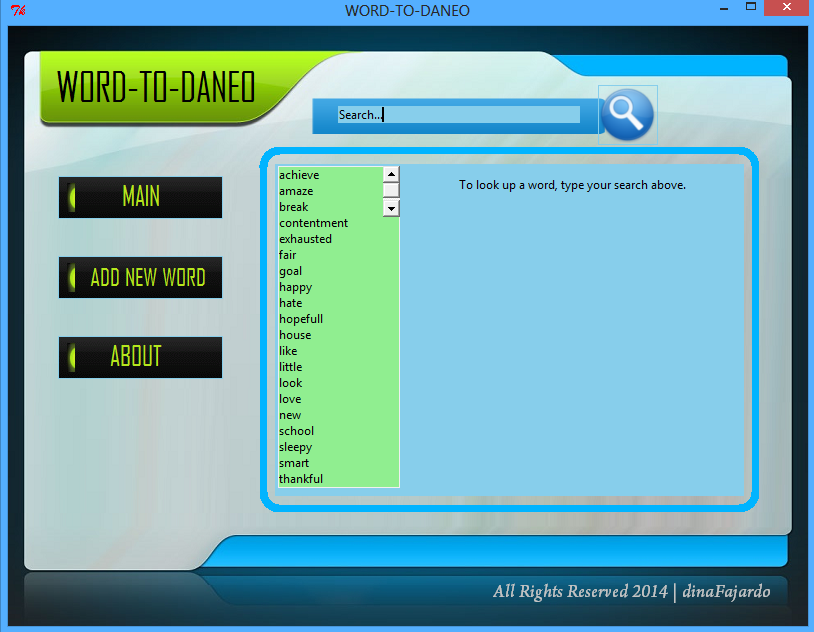 WORD-TO-DANEO
WORD-TO-DANEO
Search...
MAIN
ADD NEW WORD
ABOUT
achieve
amaze
break
contentment
exhausted
fair
goal
happy
hate
hopefull
house
like
little
look
love
new
school
sleepy
smart
thankful
To look up a word, type your search above.
All Rights Reserved 2014 | dinaFajardo